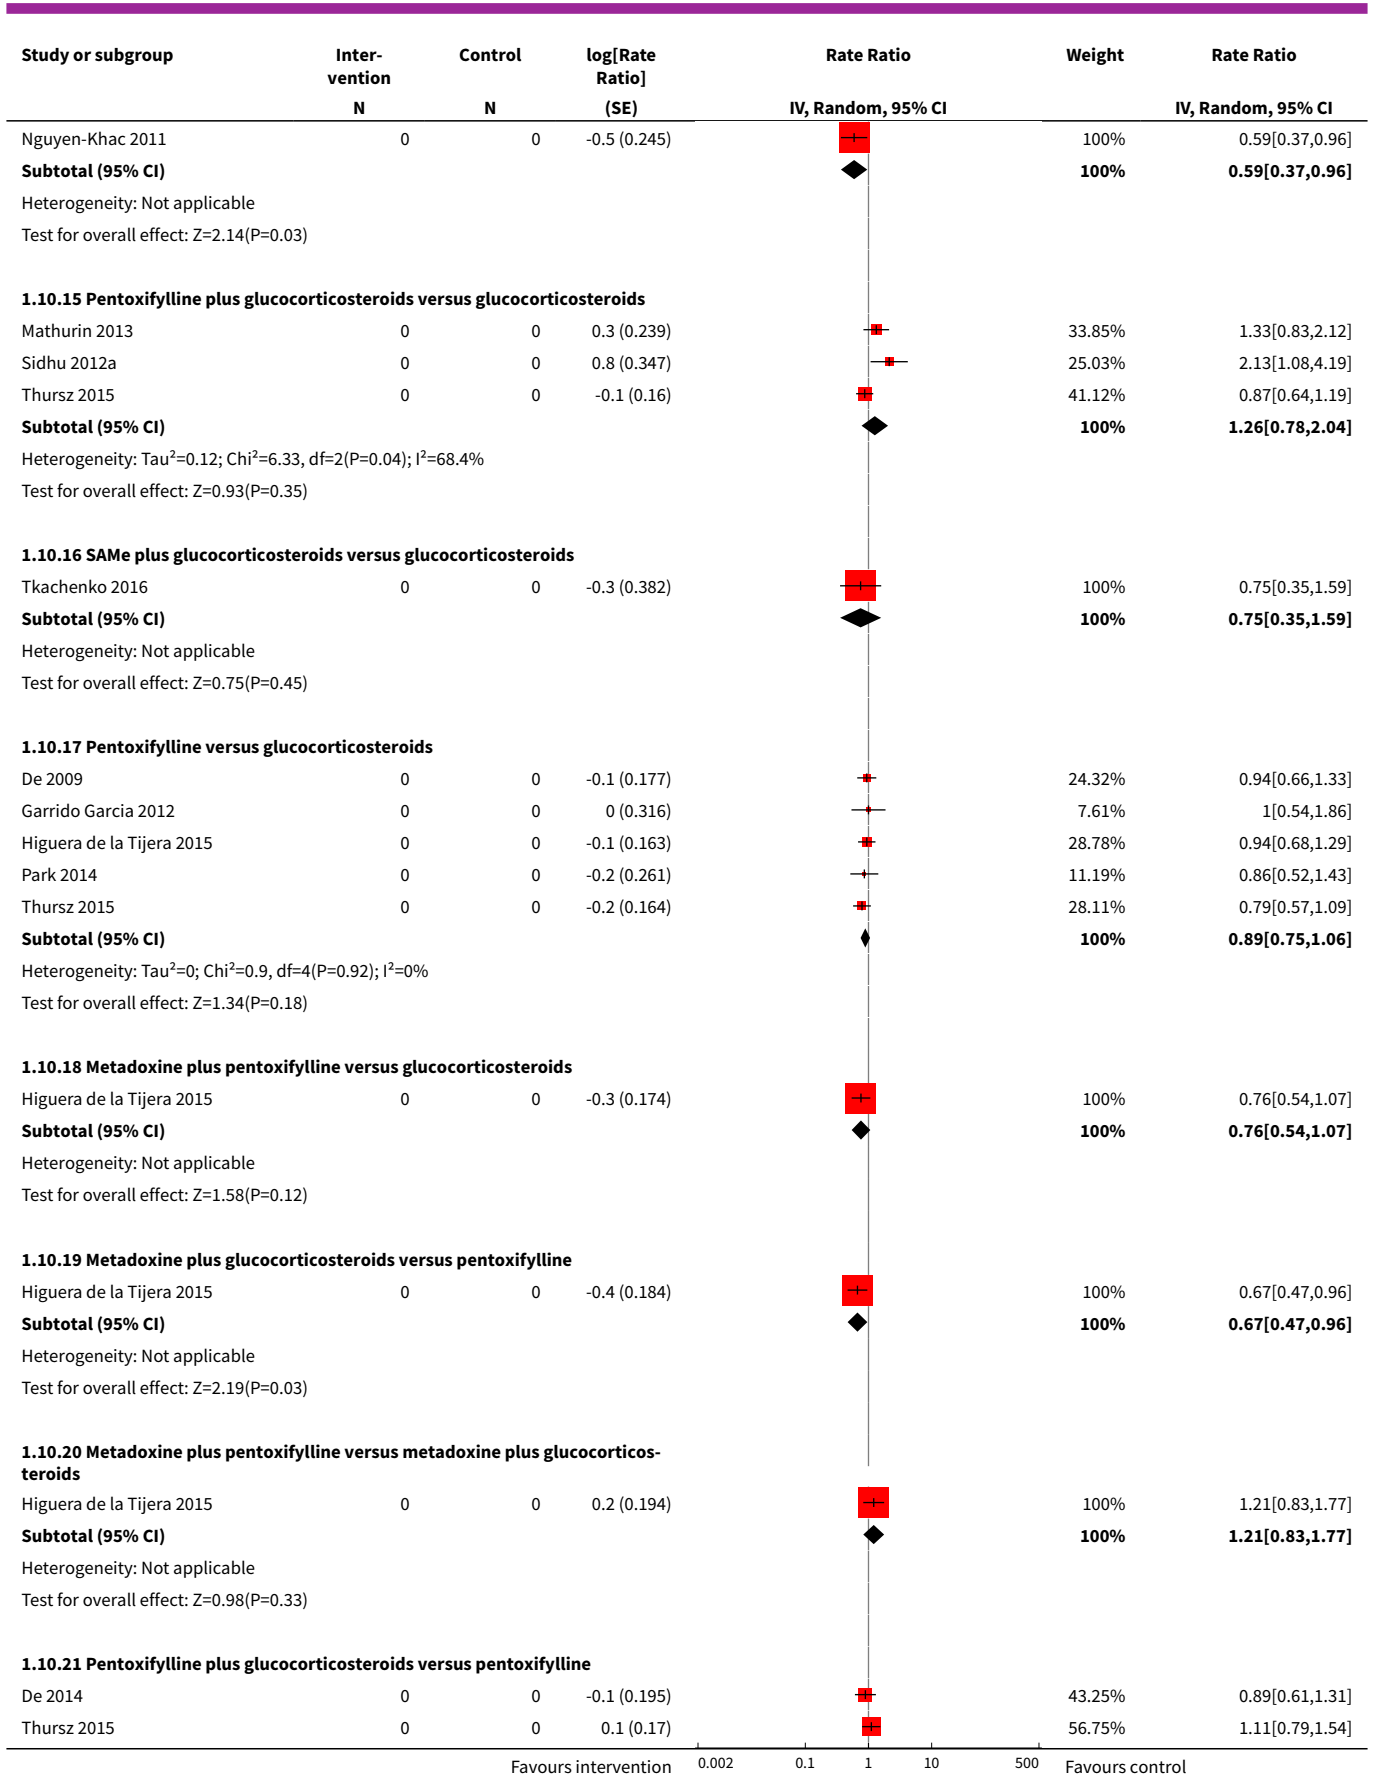 Study or subgroup Inter- Control log[Rate Rate Ratio Weight Rate Ratio
vention Ratio]
N N (SE) IV, Random, 95% CI IV, Random, 95% CI
Nguyen-Khac 2011 0 0 -0.5 (0.245) 100% 0.59[0.37,0.96]
Subtotal (95% CI) 100% 0.59[0.37,0.96]
Heterogeneity: Not applicable
Test for overall effect: Z=2.14(P=0.03)
1.10.15 Pentoxifylline plus glucocorticosteroids versus glucocorticosteroids
Mathurin 2013 0 0 0.3 (0.239) 33.85% 1.33[0.83,2.12]
Sidhu 2012a 0 0 0.8 (0.347) 25.03% 2.13[1.08,4.19]
Thursz 2015 0 0 -0.1 (0.16) 41.12% 0.87[0.64,1.19]
Subtotal (95% CI) 100% 1.26[0.78,2.04]
Heterogeneity: Tau²=0.12; Chi²=6.33, df=2(P=0.04); I²=68.4%
Test for overall effect: Z=0.93(P=0.35)
1.10.16 SAMe plus glucocorticosteroids versus glucocorticosteroids
Tkachenko 2016 0 0 -0.3 (0.382) 100% 0.75[0.35,1.59]
Subtotal (95% CI) 100% 0.75[0.35,1.59]
Heterogeneity: Not applicable
Test for overall effect: Z=0.75(P=0.45)
1.10.17 Pentoxifylline versus glucocorticosteroids
De 2009 0 0 -0.1 (0.177) 24.32% 0.94[0.66,1.33]
Garrido Garcia 2012 0 0 0 (0.316) 7.61% 1[0.54,1.86]
Higuera de la Tijera 2015 0 0 -0.1 (0.163) 28.78% 0.94[0.68,1.29]
Park 2014 0 0 -0.2 (0.261) 11.19% 0.86[0.52,1.43]
Thursz 2015 0 0 -0.2 (0.164) 28.11% 0.79[0.57,1.09]
Subtotal (95% CI) 100% 0.89[0.75,1.06]
Heterogeneity: Tau²=0; Chi²=0.9, df=4(P=0.92); I²=0%
Test for overall effect: Z=1.34(P=0.18)
1.10.18 Metadoxine plus pentoxifylline versus glucocorticosteroids
Higuera de la Tijera 2015 0 0 -0.3 (0.174) 100% 0.76[0.54,1.07]
Subtotal (95% CI) 100% 0.76[0.54,1.07]
Heterogeneity: Not applicable
Test for overall effect: Z=1.58(P=0.12)
1.10.19 Metadoxine plus glucocorticosteroids versus pentoxifylline
Higuera de la Tijera 2015 0 0 -0.4 (0.184) 100% 0.67[0.47,0.96]
Subtotal (95% CI) 100% 0.67[0.47,0.96]
Heterogeneity: Not applicable
Test for overall effect: Z=2.19(P=0.03)
1.10.20 Metadoxine plus pentoxifylline versus metadoxine plus glucocorticos-
teroids
Higuera de la Tijera 2015 0 0 0.2 (0.194) 100% 1.21[0.83,1.77]
Subtotal (95% CI) 100% 1.21[0.83,1.77]
Heterogeneity: Not applicable
Test for overall effect: Z=0.98(P=0.33)
1.10.21 Pentoxifylline plus glucocorticosteroids versus pentoxifylline
De 2014 0 0 -0.1 (0.195) 43.25% 0.89[0.61,1.31]
Thursz 2015 0 0 0.1 (0.17) 56.75% 1.11[0.79,1.54]
Favours intervention 0.002 0.1 1 10 500 Favours control